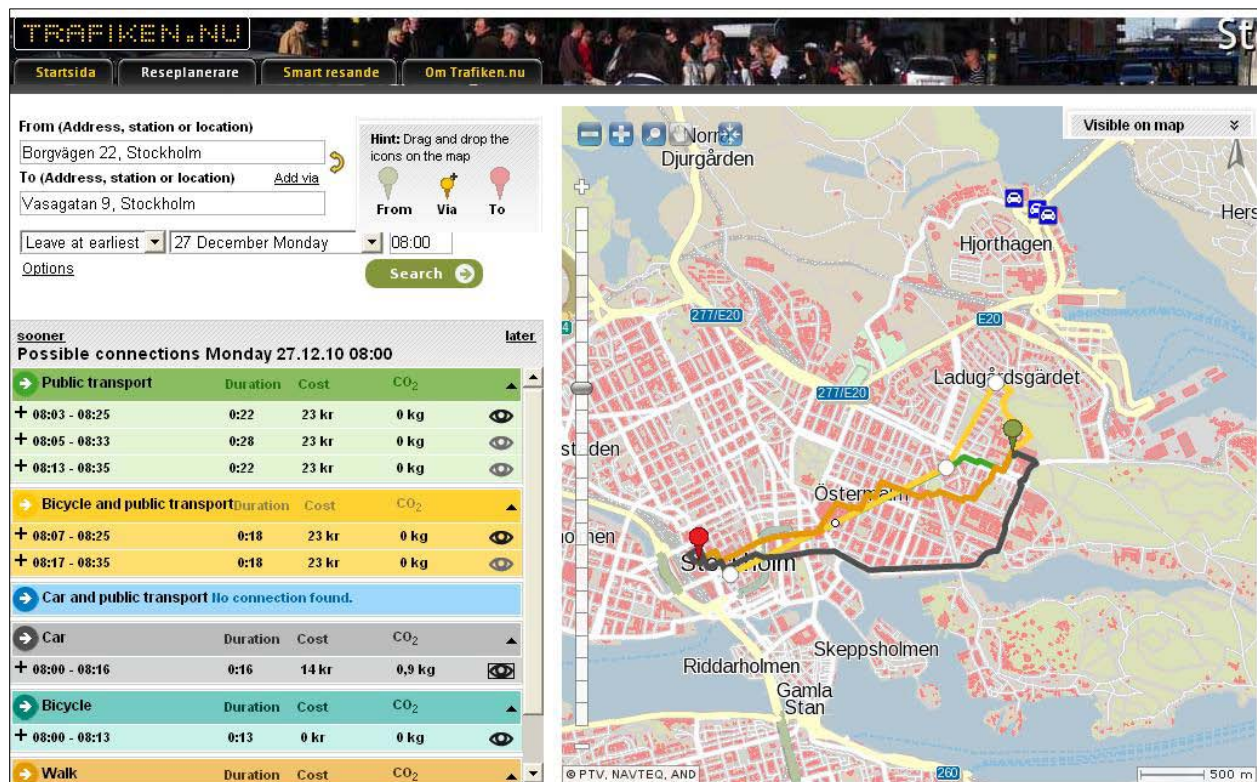 TRAFIKEN.NU
St
Startsida Reseplanerare Smart resande Om Trafiken.nu
From (Address, station or location)
Borgvägen 22, Stockholm
To (Address, station or location) Add via
Vasagatan 9, Stockholm
Hint: Drag and drop the
icons on the map
From Via To
Leave at earliest 27 December Monday 08:00
Options
Search
sooner later
Possible connections Monday 27.12.10 08:00
Public transport Duration Cost CO2
+ 08:03 - 08:25 0:22 23 kr 0 kg
+ 08:05 - 08:33 0:28 23 kr 0 kg
+ 08:13 - 08:35 0:22 23 kr 0 kg
Bicycle and public transport Duration Cost CO2
+ 08:07 - 08:25 0:18 23 kr 0 kg
+ 08:17 - 08:35 0:18 23 kr 0 kg
Car and public transport No connection found.
Car Duration Cost CO2
+ 08:00 - 08:16 0:16 14 kr 0,9 kg
Bicycle Duration Cost CO2
+ 08:00 - 08:13 0:13 0 kr 0 kg
Walk Duration Cost CO2
Visible on map
Norra
Djurgården
Hers
Hjorthagen
277/E20
E20
4
Ladugårdsgärdet
277/E20
st den
Östermalm
holmen
Stockholm
Skeppsholmen
Riddarholmen
Gamla
Stan
260
© PTV, NAVTEQ, AND
500 m